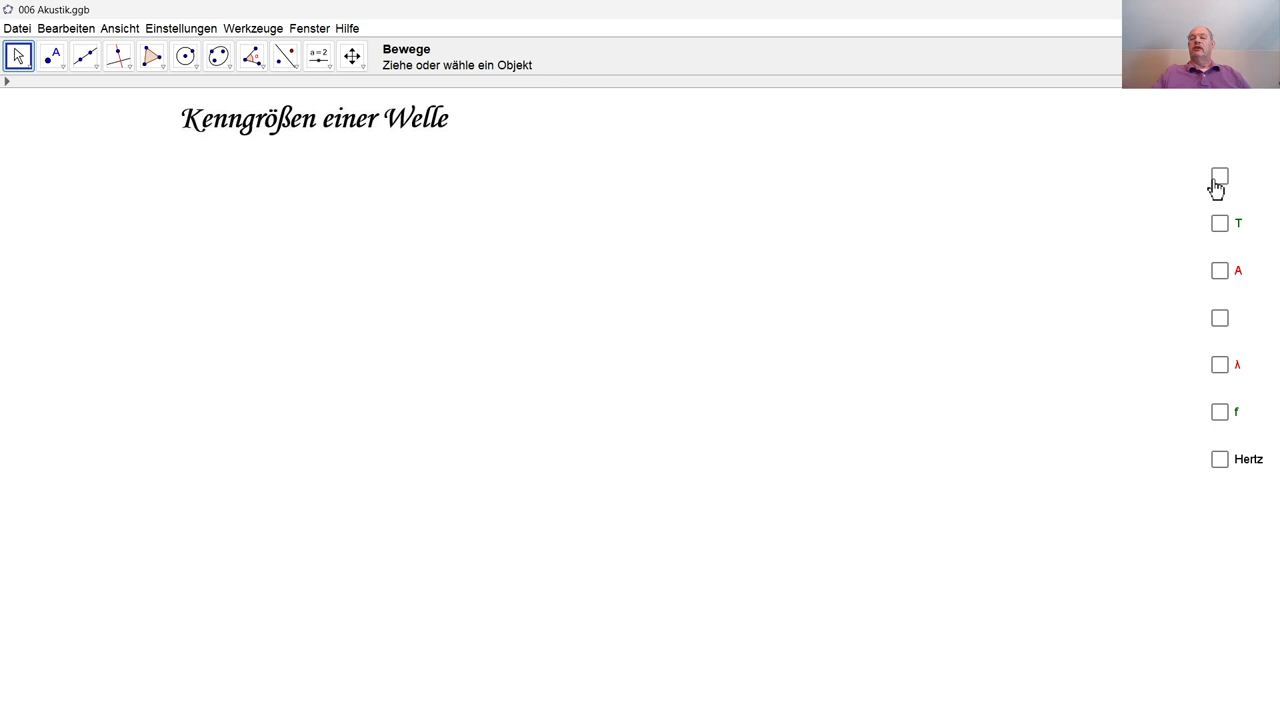 006 Akustik.ggb
Datei Bearbeiten Ansicht Einstellungen Werkzeuge Fenster Hilfe
A
a=2
Bewege
Ziehe oder wähle ein Objekt
Kenngrößen einer Welle
T
A
λ
f
Hertz